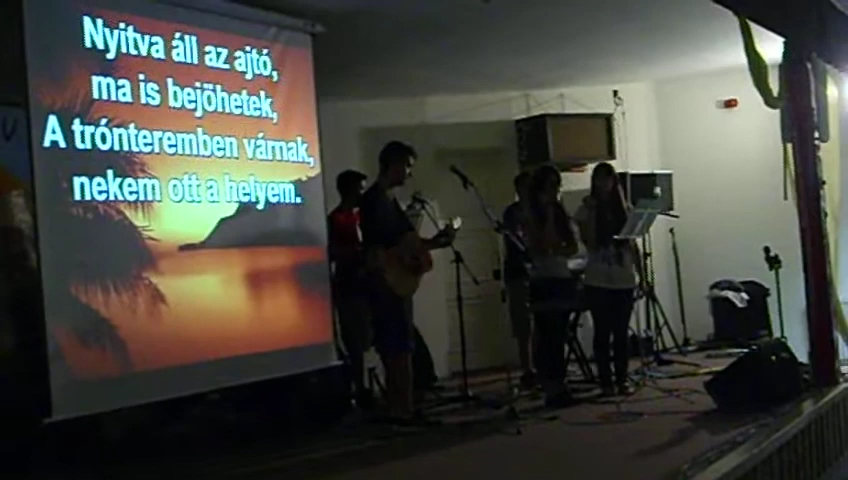 Nyitva áll az ajtó,
ma is bejöhetek,
A trónteremben várnak,
nekem ott a helyem.